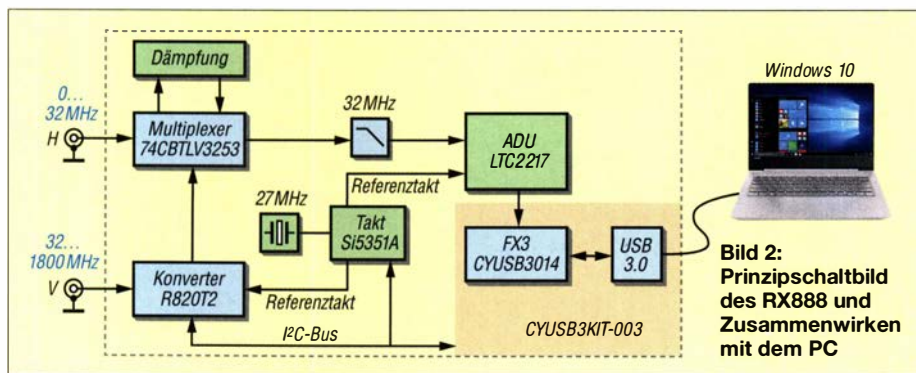 Dämpfung
0...
32 MHz
H
Multiplexer
74CBTLV3253
32 MHz
ADU
LTC2217
Windows 10
Referenztakt
27 MHz
Takt
Si5351A
32...
1800 MHz
V
Konverter
R820T2
Referenztakt
I²C-Bus
FX3
CYUSB3014
USB
3.0
CYUSB3KIT-003
Bild 2:
Prinzipschaltbild
des RX888 und
Zusammenwirken
mit dem PC